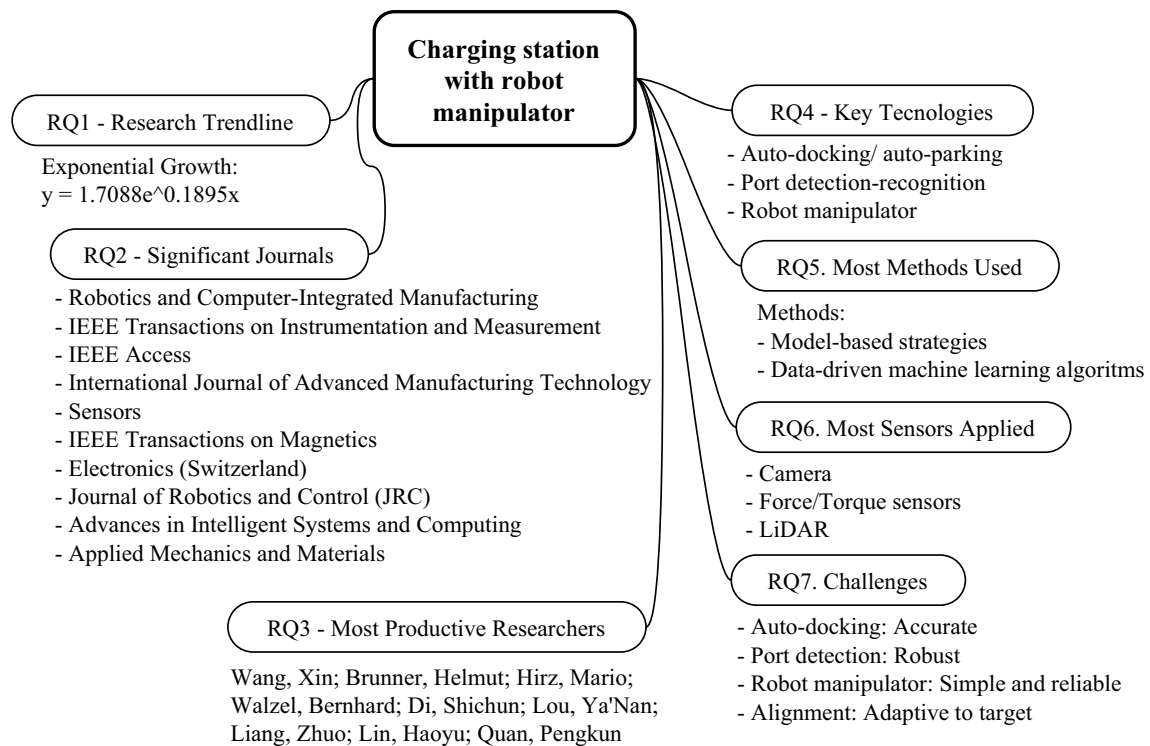 Charging station
with robot
manipulator
RQ1 - Research Trendline
Exponential Growth:
y = 1.7088e^0.1895x
RQ2 - Significant Journals
- Robotics and Computer-Integrated Manufacturing
- IEEE Transactions on Instrumentation and Measurement
- IEEE Access
- International Journal of Advanced Manufacturing Technology
- Sensors
- IEEE Transactions on Magnetics
- Electronics (Switzerland)
- Journal of Robotics and Control (JRC)
- Advances in Intelligent Systems and Computing
- Applied Mechanics and Materials
RQ3 - Most Productive Researchers
Wang, Xin; Brunner, Helmut; Hirz, Mario;
Walzel, Bernhard; Di, Shichun; Lou, Ya'Nan;
Liang, Zhuo; Lin, Haoyu; Quan, Pengkun
RQ4 - Key Tecnologies
- Auto-docking/ auto-parking
- Port detection-recognition
- Robot manipulator
RQ5. Most Methods Used
Methods:
- Model-based strategies
- Data-driven machine learning algoritms
RQ6. Most Sensors Applied
- Camera
- Force/Torque sensors
- LiDAR
RQ7. Challenges
- Auto-docking: Accurate
- Port detection: Robust
- Robot manipulator: Simple and reliable
- Alignment: Adaptive to target